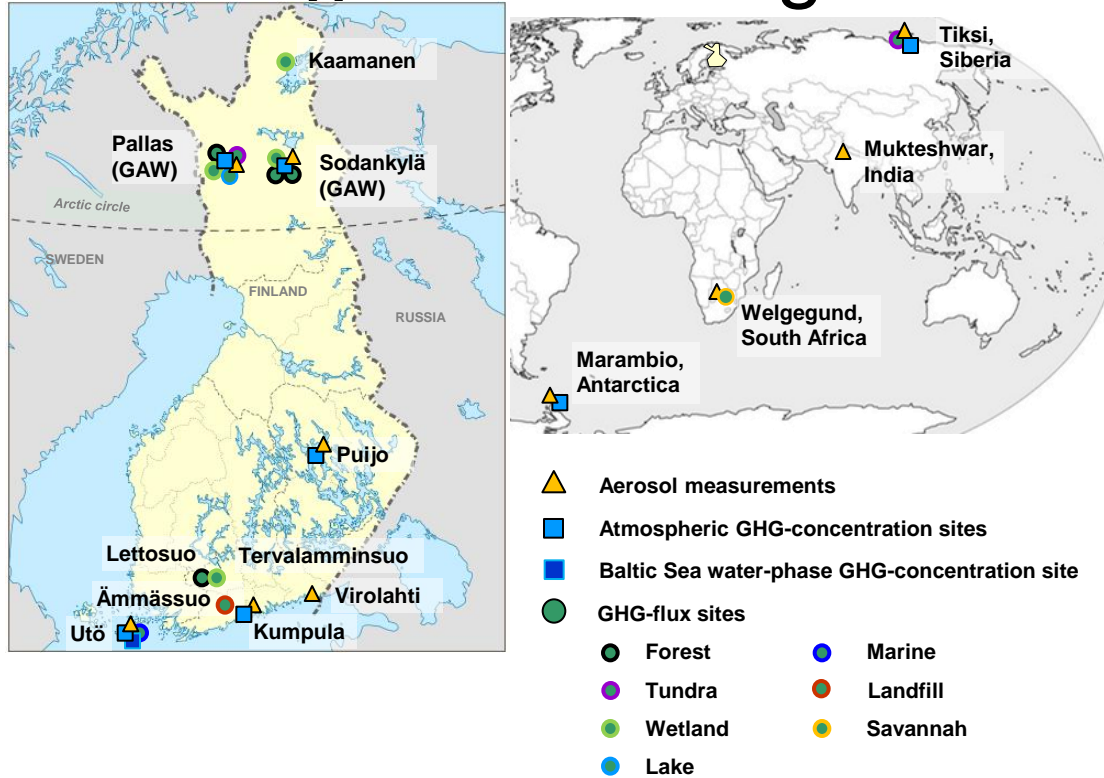 Kaamanen
Pallas
(GAW)
Sodankylä
(GAW)
Arctic circle
SWEDEN
FINLAND
RUSSIA
Puijo
Lettosuo
Tervalamminsuo
Ämmässuo
Virolahti
Utö
Kumpula
Tiksi,
Siberia
Mukteshwar,
India
Welgegund,
South Africa
Marambio,
Antarctica
Aerosol measurements
Atmospheric GHG-concentration sites
Baltic Sea water-phase GHG-concentration site
GHG-flux sites
Forest
Marine
Tundra
Landfill
Wetland
Savannah
Lake